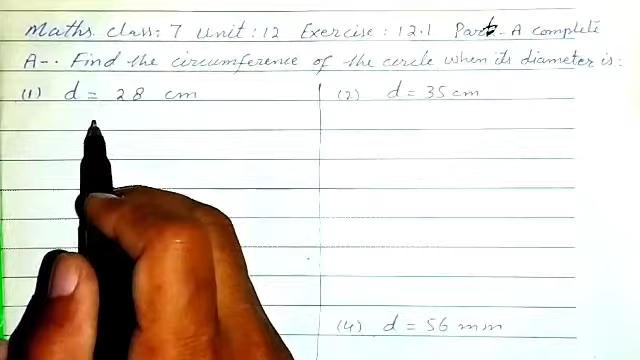 Maths. Class: 7 Unit: 12 Exercise: 12.1 Part - A complete
A-. Find the circumference of the circle when its diameter is:
(1) d = 28 cm (2) d = 35 cm
(4) d = 56 mm